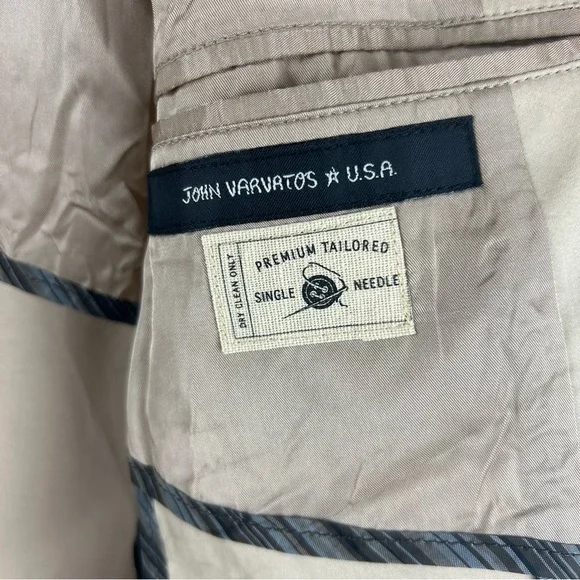 JOHN VARVATOS ☆ U.S.A.
DRY CLEAN ONLY
PREMIUM TAILORED
SINGLE NEEDLE